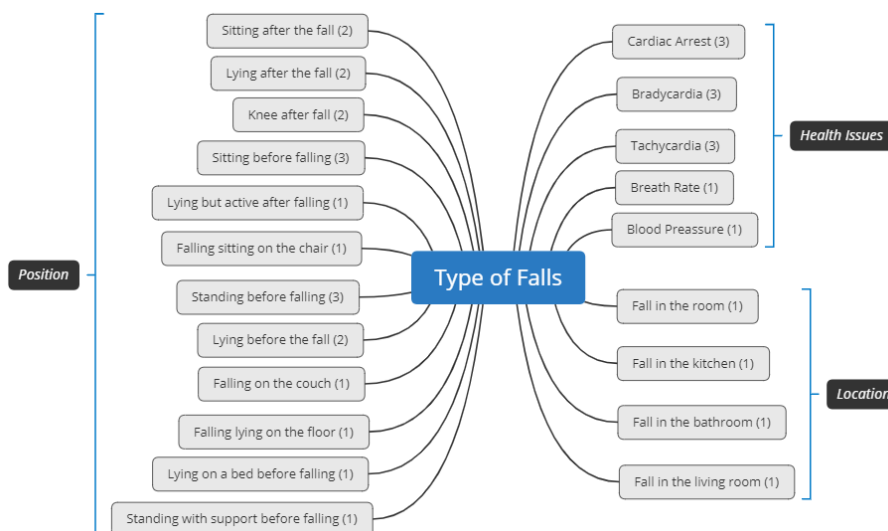 Sitting after the fall (2)
Lying after the fall (2)
Knee after fall (2)
Sitting before falling (3)
Lying but active after falling (1)
Falling sitting on the chair (1)
Position
Standing before falling (3)
Lying before the fall (2)
Falling on the couch (1)
Falling lying on the floor (1)
Lying on a bed before falling (1)
Standing with support before falling (1)
Type of Falls
Cardiac Arrest (3)
Bradycardia (3)
Health Issues
Tachycardia (3)
Breath Rate (1)
Blood Preassure (1)
Fall in the room (1)
Fall in the kitchen (1)
Location
Fall in the bathroom (1)
Fall in the living room (1)